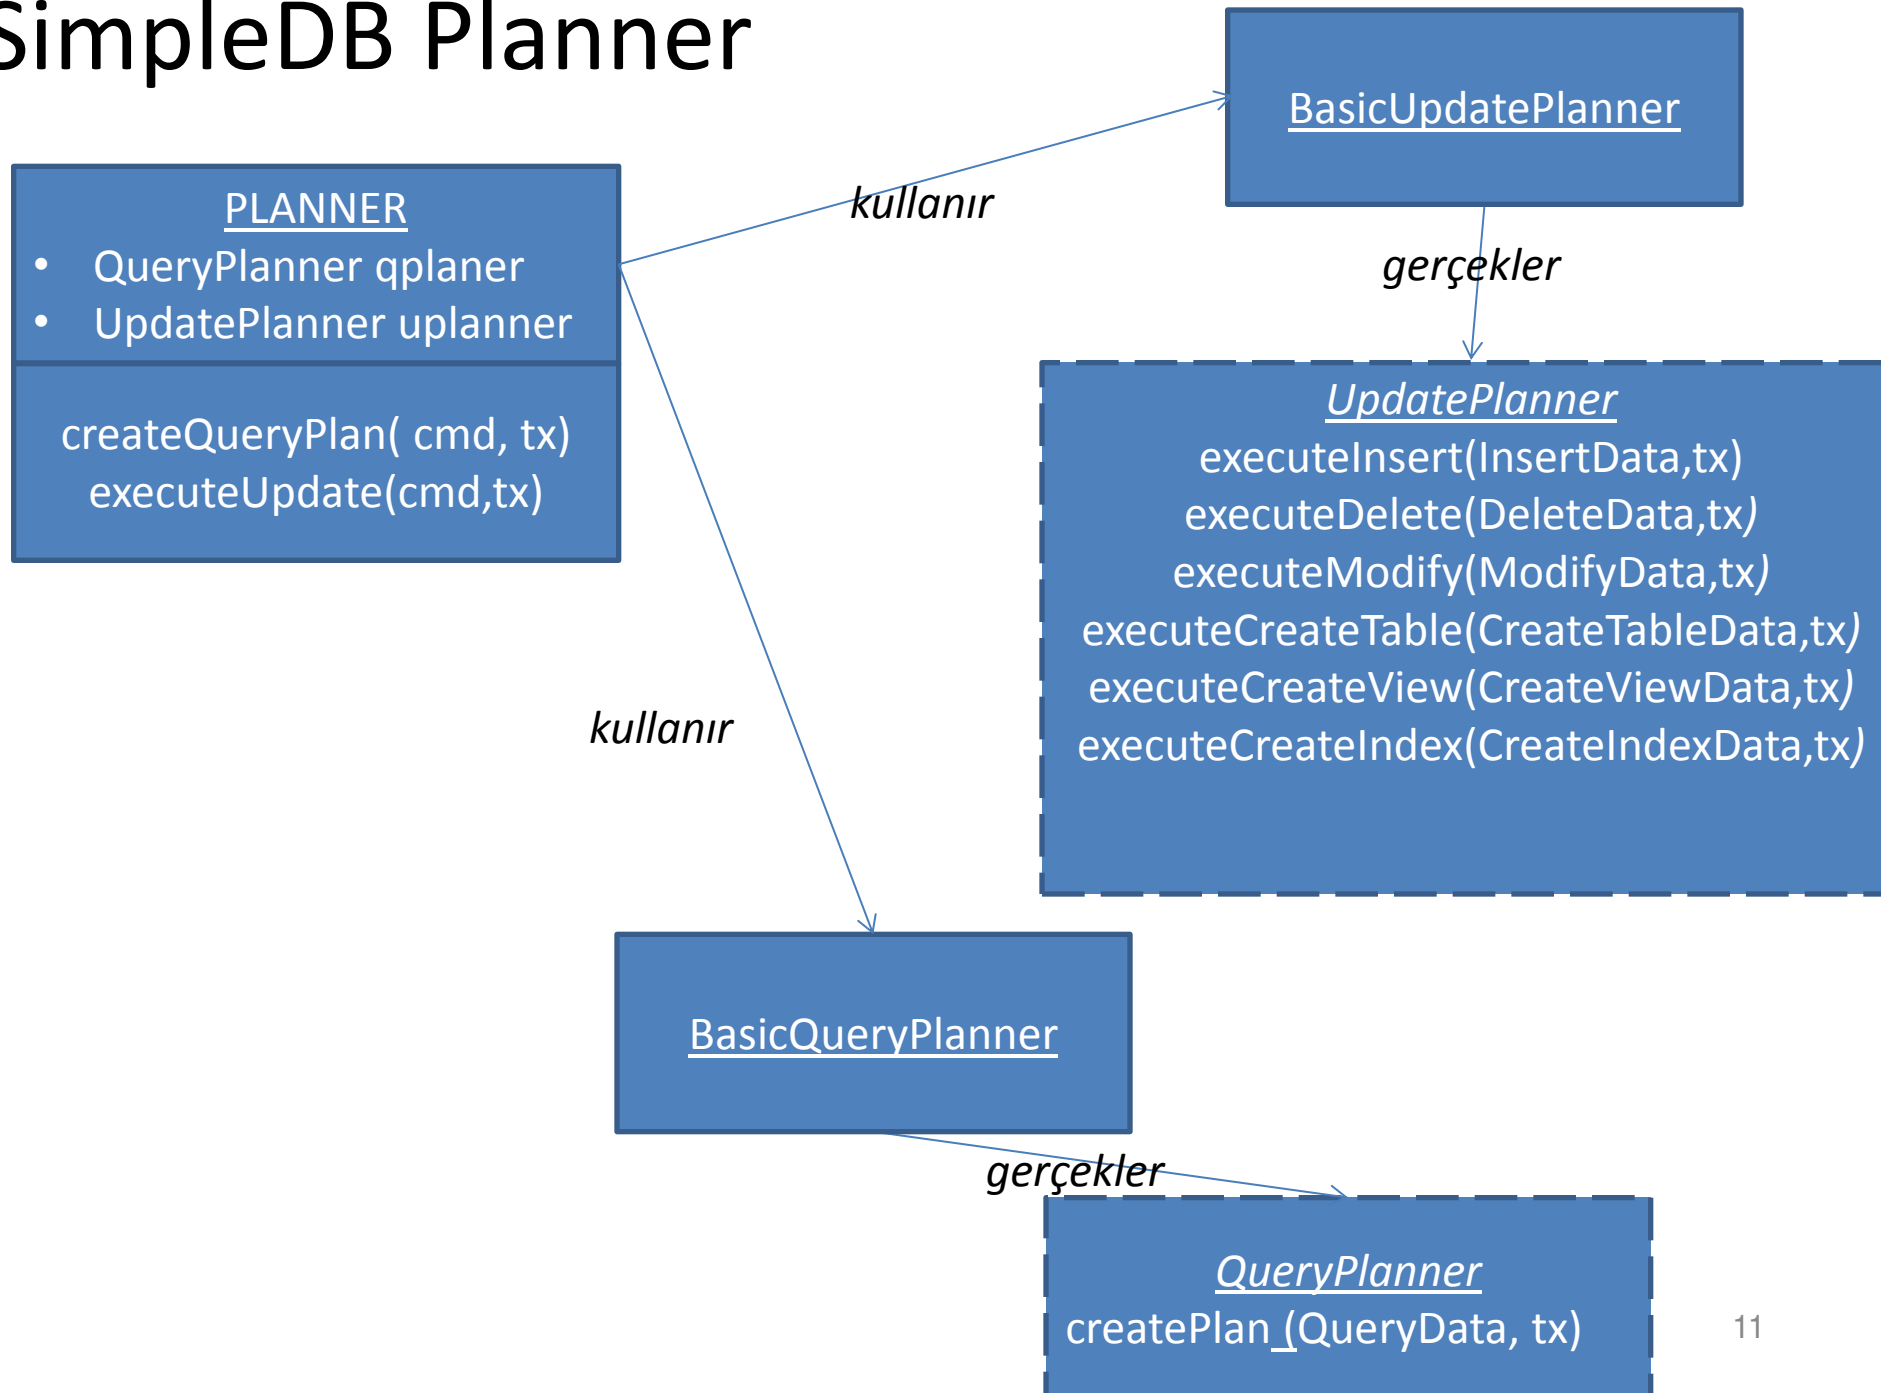 SimpleDB Planner
BasicUpdatePlanner
kullanır
PLANNER
• QueryPlanner qplaner
• UpdatePlanner uplanner
createQueryPlan( cmd, tx)
executeUpdate(cmd,tx)
gerçekler
UpdatePlanner
executeInsert(InsertData,tx)
executeDelete(DeleteData,tx)
executeModify(ModifyData,tx)
executeCreateTable(CreateTableData,tx)
executeCreateView(CreateViewData,tx)
executeCreateIndex(CreateIndexData,tx)
kullanır
BasicQueryPlanner
gerçekler
QueryPlanner
createPlan (QueryData, tx)
11